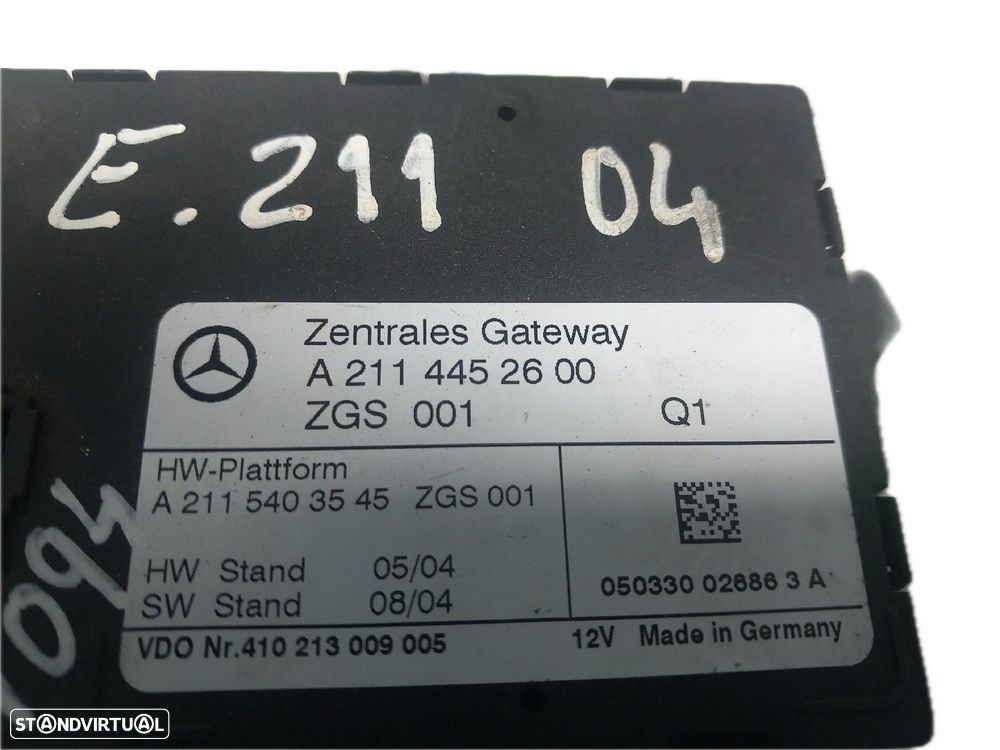 E.211 04
Zentrales Gateway
A 211 445 26 00
ZGS 001 Q1
HW-Plattform
A 211 540 35 45 ZGS 001
HW Stand 05/04
SW Stand 08/04
050330 02686 3 A
VDO Nr.410 213 009 005 12V Made in Germany
094
STANDVIRTUAL